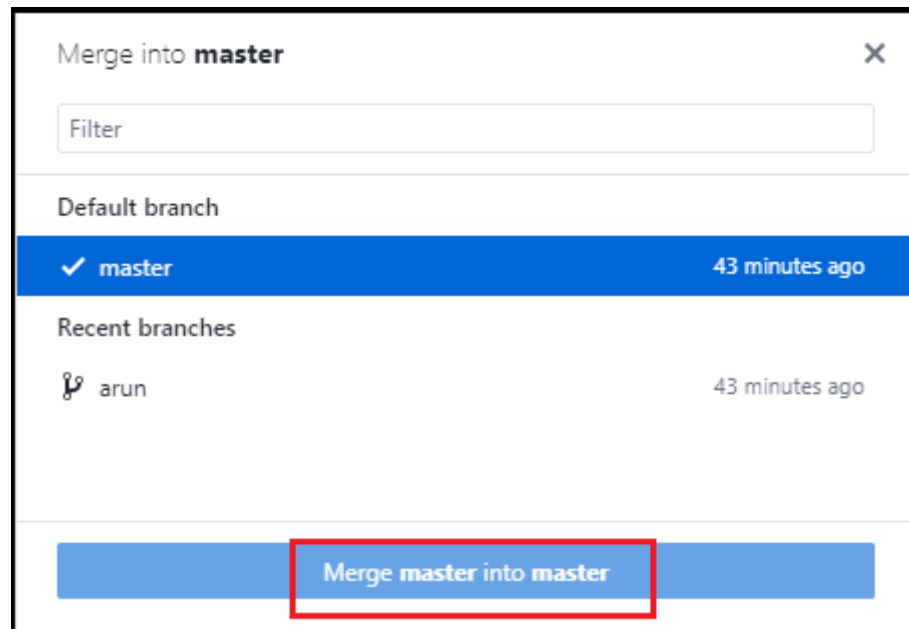 Merge into master
Filter
Default branch
master 43 minutes ago
Recent branches
arun 43 minutes ago
Merge master into master